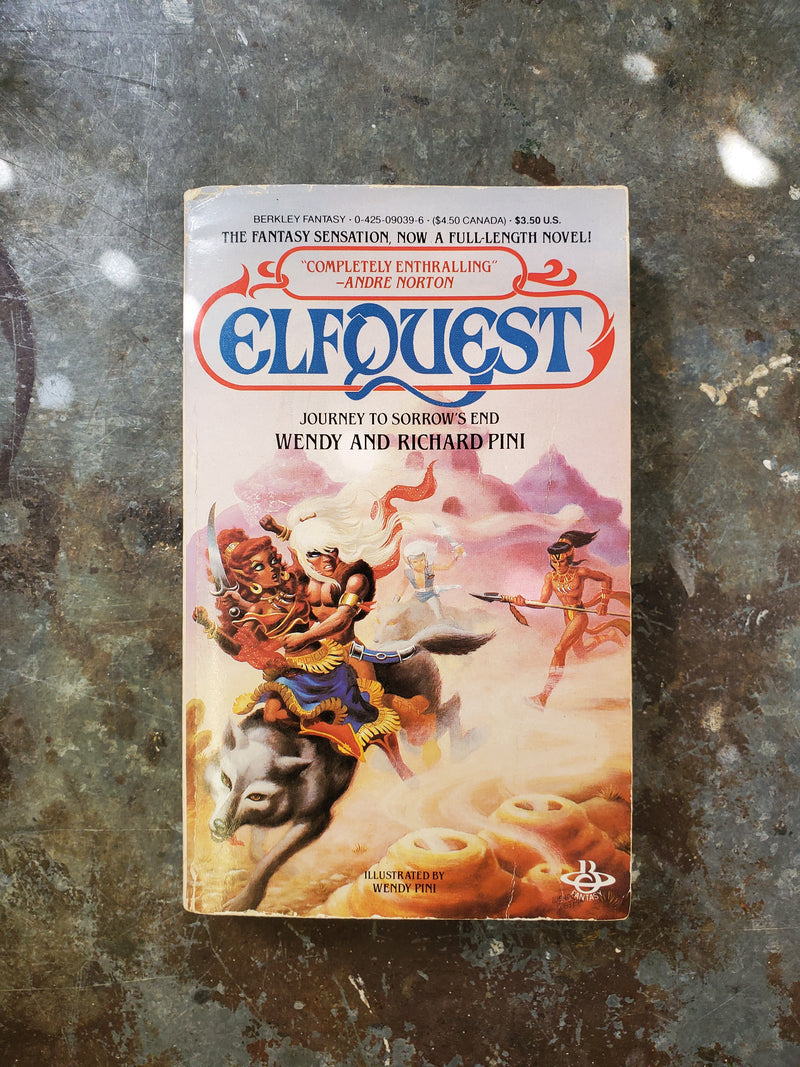 BERKLEY FANTASY · 0-425-09039-6 · ($4.50 CANADA) · $3.50 U.S.
THE FANTASY SENSATION, NOW A FULL-LENGTH NOVEL!
"COMPLETELY ENTHRALLING"
–ANDRE NORTON
ELFQUEST
JOURNEY TO SORROW'S END
WENDY AND RICHARD PINI
ILLUSTRATED BY
WENDY PINI
B
FANTASY